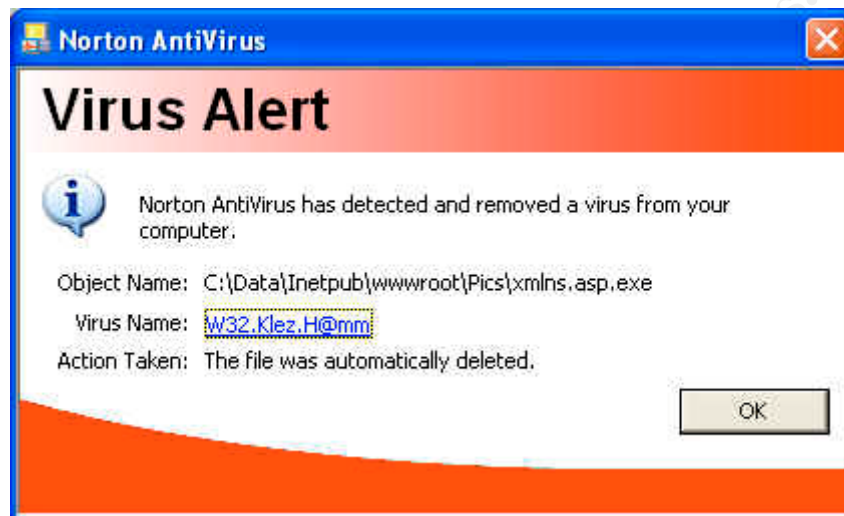 Norton AntiVirus
Virus Alert
Norton AntiVirus has detected and removed a virus from your
computer.
Object Name: C:\Data\Inetpub\wwwroot\Pics\xmlns.asp.exe
Virus Name: W32.Klez.H@mm
Action Taken: The file was automatically deleted.
OK